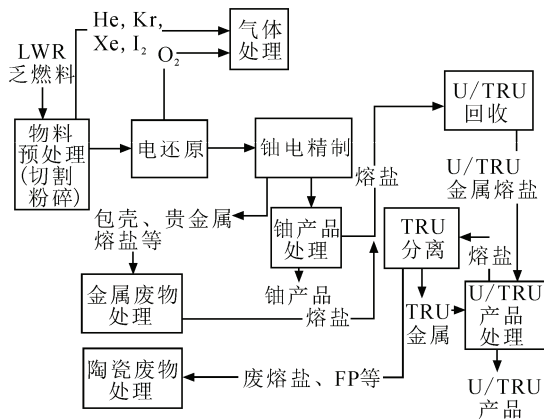 He, Kr,
Xe, I₂
O₂
气体
处理
LWR
乏燃料
物料
预处理
(切割
粉碎)
电还原
铀电精制
熔盐
U/TRU
回收
U/TRU
金属熔盐
包壳、贵金属
熔盐等
铀产品
处理
TRU
分离
熔盐
铀产品
金属废物
处理
熔盐
TRU
金属
U/TRU
产品
处理
陶瓷废物
处理
废熔盐、FP等
U/TRU
产品